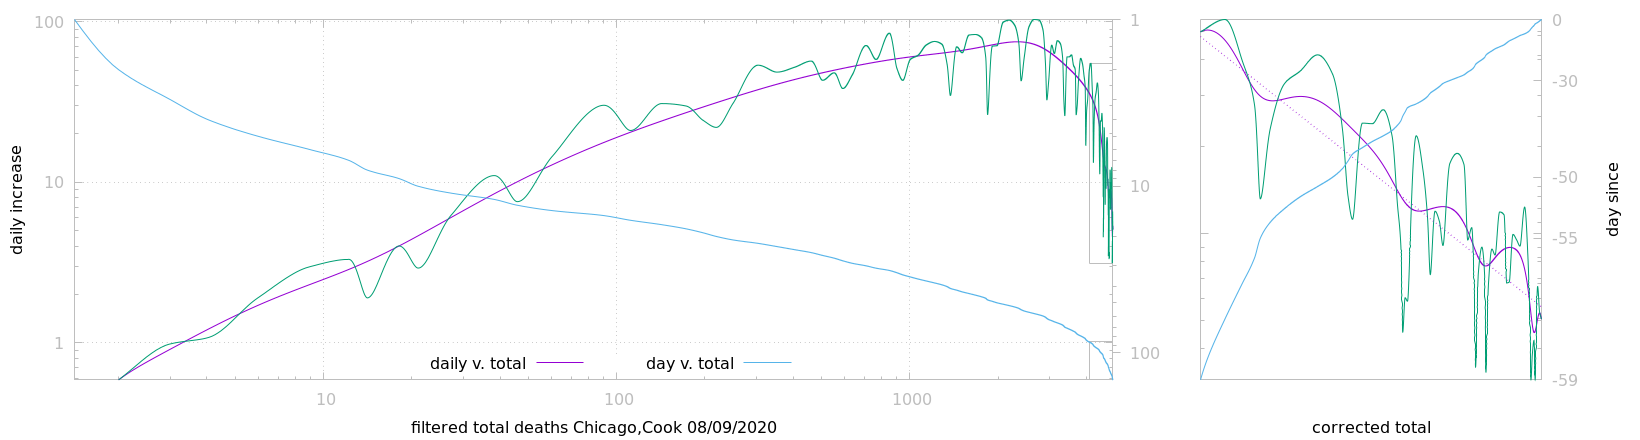 100
10
1
daily increase
10
100
1000
1
10
100
daily v. total
day v. total
filtered total deaths Chicago,Cook 08/09/2020
0
-30
-50
-55
-59
day since
corrected total